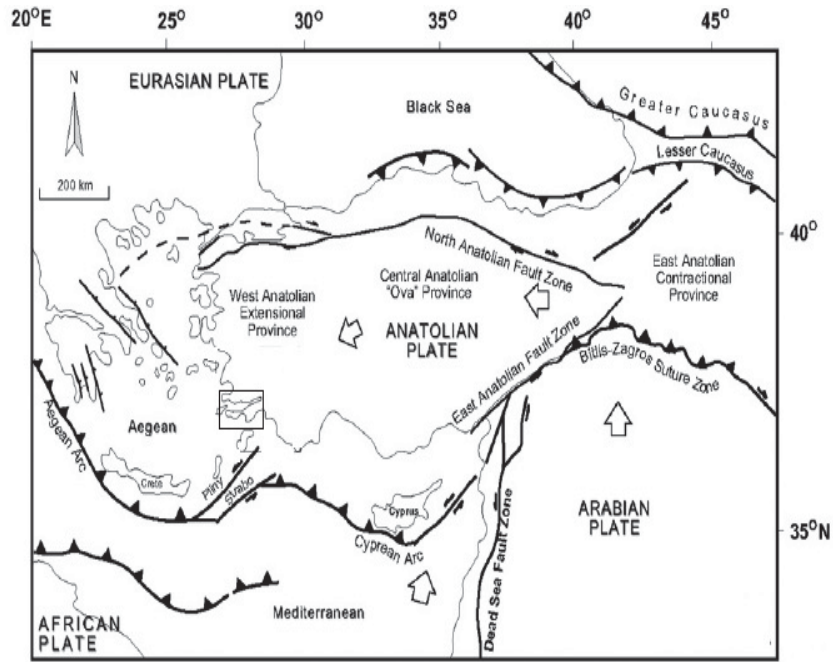 20°E
25°
30°
35°
40°
45°
EURASIAN PLATE
N
Black Sea
Greater Caucasus
Lesser Caucasus
200 km
40°
North Anatolian Fault Zone
East Anatolian
Contractional
Province
Central Anatolian
"Ova" Province
West Anatolian
Extensional
Province
ANATOLIAN
PLATE
East Anatolian Fault Zone
Bitlis-Zagros Suture Zone
Aegean Arc
Aegean
Crete
Pliny
Strabo
Cyprus
Cyprean Arc
Dead Sea Fault Zone
ARABIAN
PLATE
35°N
Mediterranean
AFRICAN
PLATE